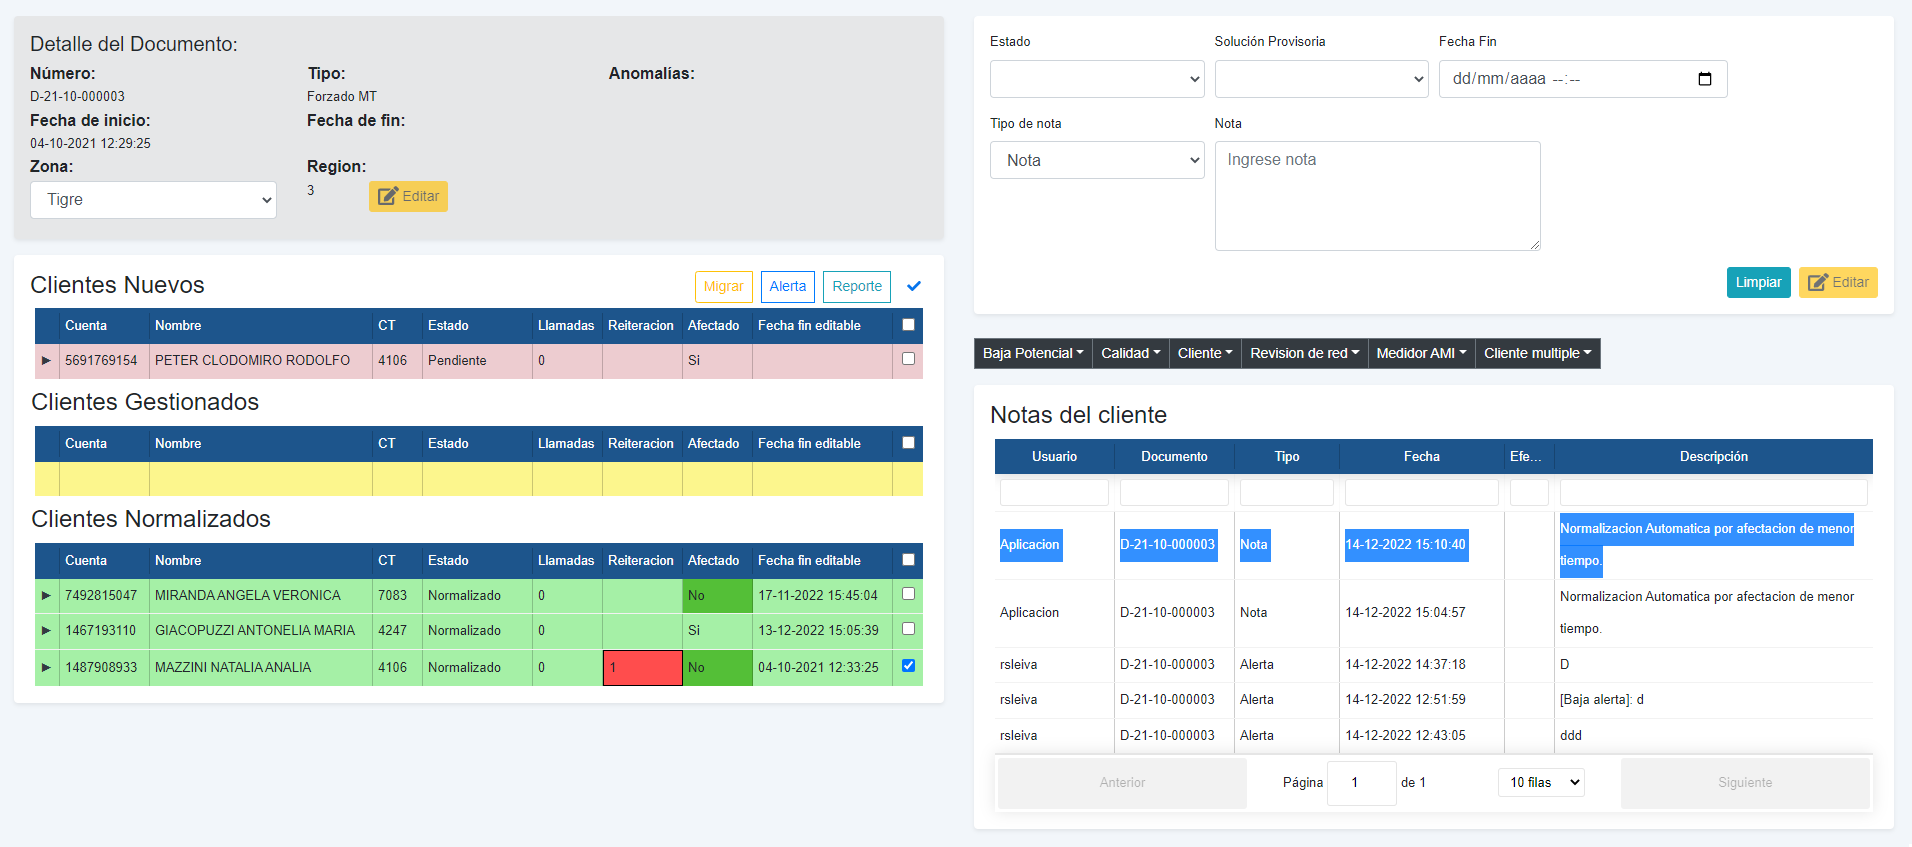 Detalle del Documento:
Número: Tipo: Anomalías:
D-21-10-000003 Forzado MT
Fecha de inicio: Fecha de fin:
04-10-2021 12:29:25
Zona: Region:
Tigre 3 Editar
Clientes Nuevos Migrar Alerta Reporte
Cuenta Nombre CT Estado Llamadas Reiteracion Afectado Fecha fin editable
5691769154 PETER CLODOMIRO RODOLFO 4106 Pendiente 0 Si
Clientes Gestionados
Cuenta Nombre CT Estado Llamadas Reiteracion Afectado Fecha fin editable
Clientes Normalizados
Cuenta Nombre CT Estado Llamadas Reiteracion Afectado Fecha fin editable
7492815047 MIRANDA ANGELA VERONICA 7083 Normalizado 0 No 17-11-2022 15:45:04
1467193110 GIACOPUZZI ANTONELIA MARIA 4247 Normalizado 0 Si 13-12-2022 15:05:39
1487908933 MAZZINI NATALIA ANALIA 4106 Normalizado 0 1 No 04-10-2021 12:33:25
Estado Solución Provisoria Fecha Fin
dd/mm/aaaa --:--
Tipo de nota Nota
Nota Ingrese nota
Limpiar Editar
Baja Potencial Calidad Cliente Revision de red Medidor AMI Cliente multiple
Notas del cliente
Usuario Documento Tipo Fecha Efe... Descripción
Aplicacion D-21-10-000003 Nota 14-12-2022 15:10:40 Normalizacion Automatica por afectacion de menor
tiempo.
Aplicacion D-21-10-000003 Nota 14-12-2022 15:04:57 Normalizacion Automatica por afectacion de menor
tiempo.
rsleiva D-21-10-000003 Alerta 14-12-2022 14:37:18 D
rsleiva D-21-10-000003 Alerta 14-12-2022 12:51:59 [Baja alerta]: d
rsleiva D-21-10-000003 Alerta 14-12-2022 12:43:05 ddd
Anterior Página 1 de 1 10 filas Siguiente